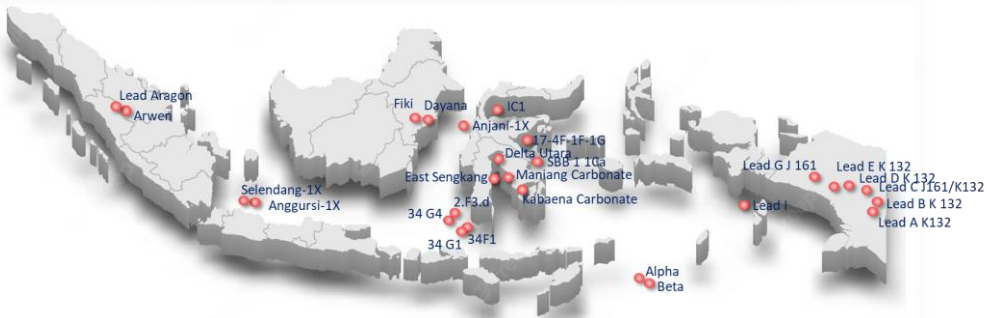 Lead Aragon
Arwen
Fiki
Dayana
IC1
Anjani-1X
17-4F-1F-1G
Delta Utara
SBB 1 10a
East Sengkang
Maniang Carbonate
Kabaena Carbonate
Selendang-1X
Anggursi-1X
2.F3.d
34 G4
34 G1
34F1
Lead G J 161
Lead E K 132
Lead D K 132
Lead C J161/K132
Lead B K 132
Lead A K132
Lead I
Alpha
Beta